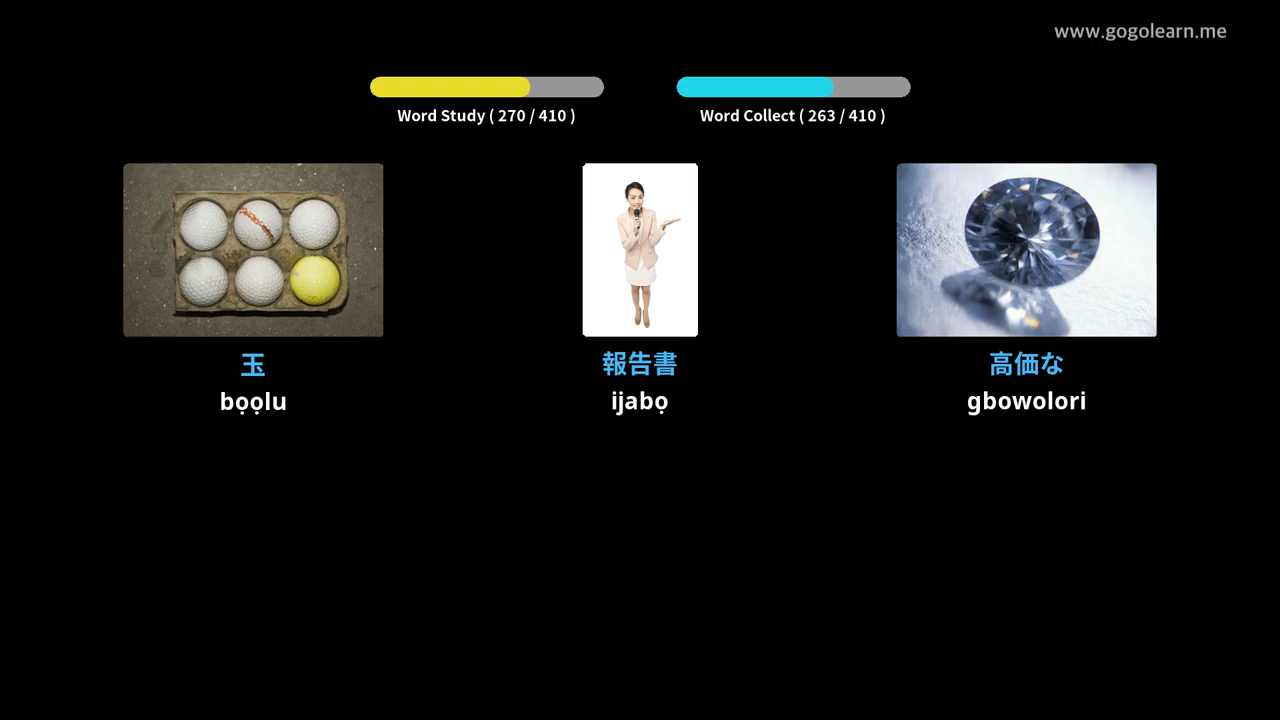 www.gogolearn.me
Word Study ( 270 / 410 )
Word Collect ( 263 / 410 )
玉
報告書
高価な
bọọlu
ijabọ
gbowolori